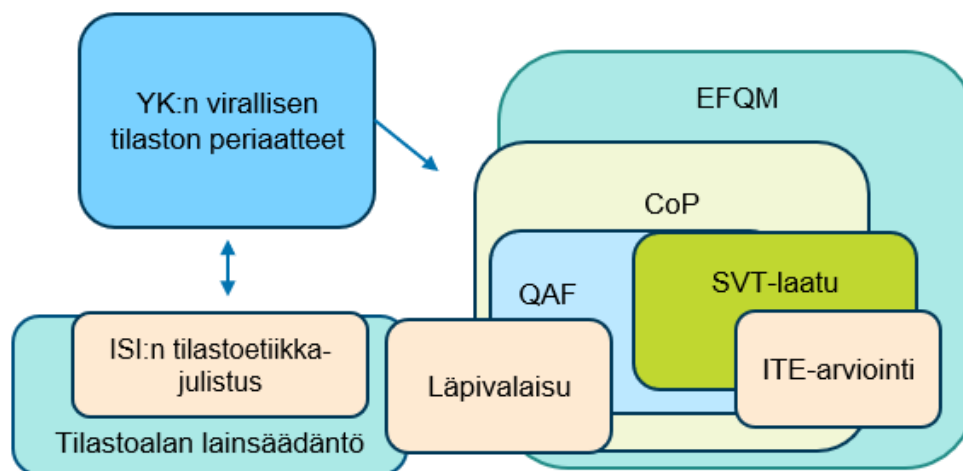 YK:n virallisen
tilaston periaatteet
EFQM
CoP
QAF
SVT-laatu
ISI:n tilastoetiikka-
julistus
Tilastoalan lainsäädäntö
Läpivalaisu
ITE-arviointi